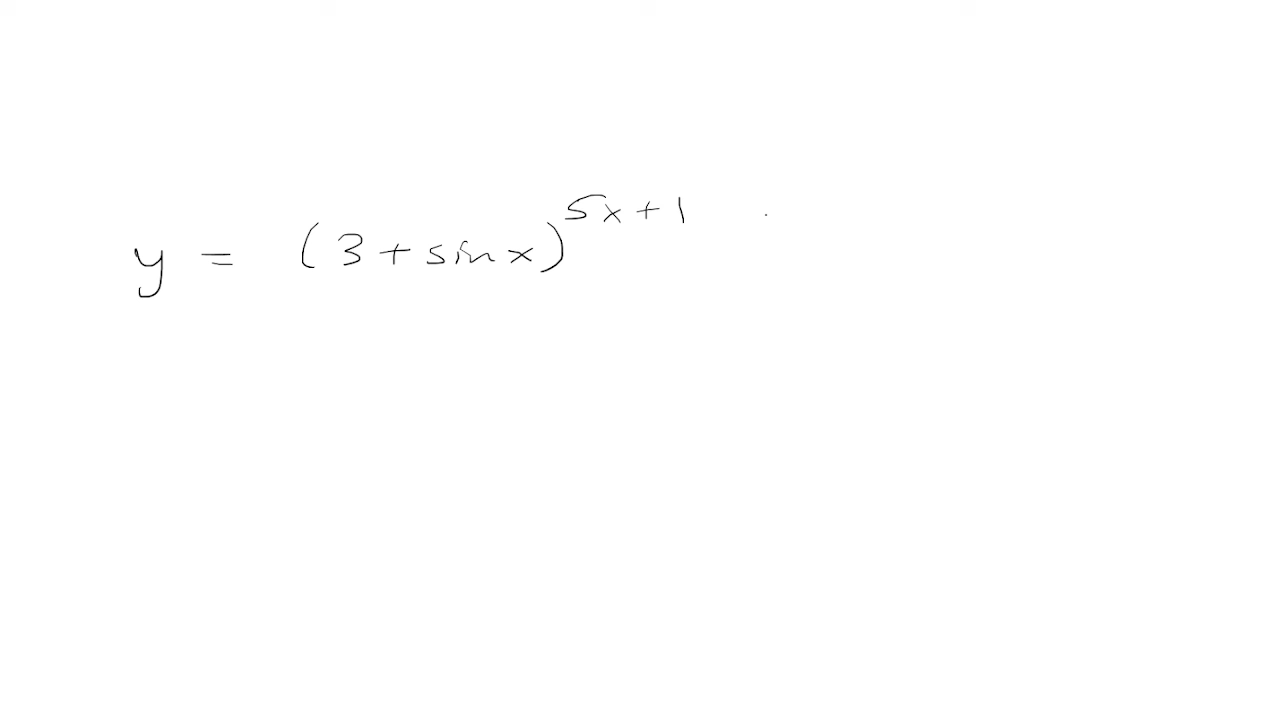 y = (3 + sin x)^{5x + 1}